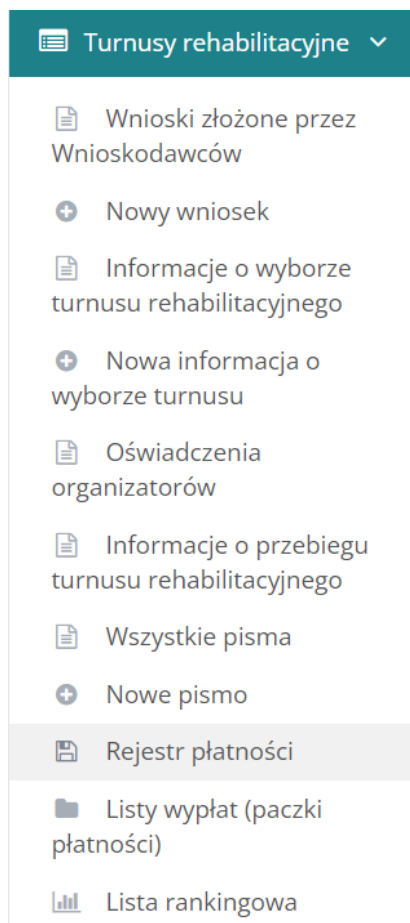 Turnusy rehabilitacyjne
Wnioski złożone przez
Wnioskodawców
Nowy wniosek
Informacje o wyborze
turnusu rehabilitacyjnego
Nowa informacja o
wyborze turnusu
Oświadczenia
organizatorów
Informacje o przebiegu
turnusu rehabilitacyjnego
Wszystkie pisma
Nowe pismo
Rejestr płatności
Listy wypłat (paczki
płatności)
Lista rankingowa